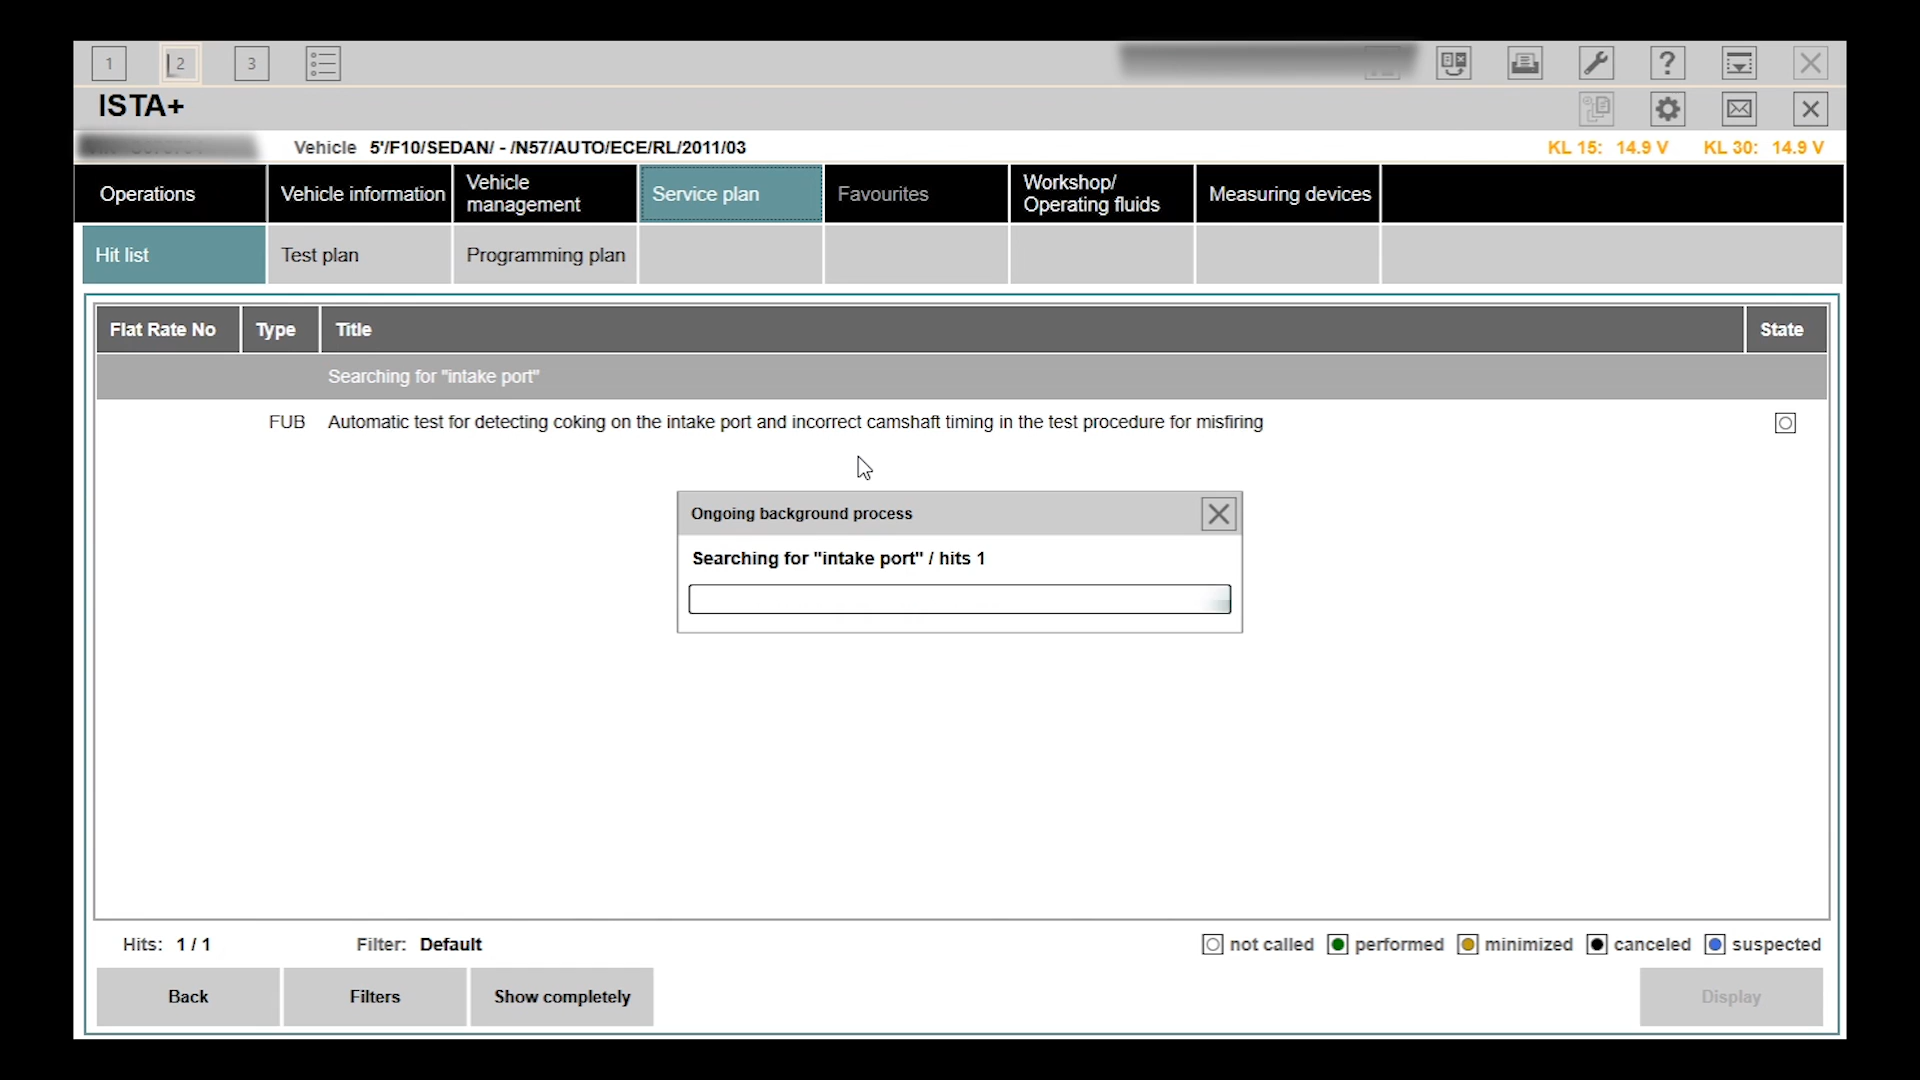 1 2 3
ISTA+
Vehicle 5'/F10/SEDAN/ - /N57/AUTO/ECE/RL/2011/03 KL 15: 14.9 V KL 30: 14.9 V
Operations Vehicle information Vehicle management Service plan Favourites Workshop/ Operating fluids Measuring devices
Hit list Test plan Programming plan
Flat Rate No Type Title State
Searching for "intake port"
FUB Automatic test for detecting coking on the intake port and incorrect camshaft timing in the test procedure for misfiring
Ongoing background process
Searching for "intake port" / hits 1
Hits: 1 / 1 Filter: Default not called performed minimized canceled suspected
Back Filters Show completely Display